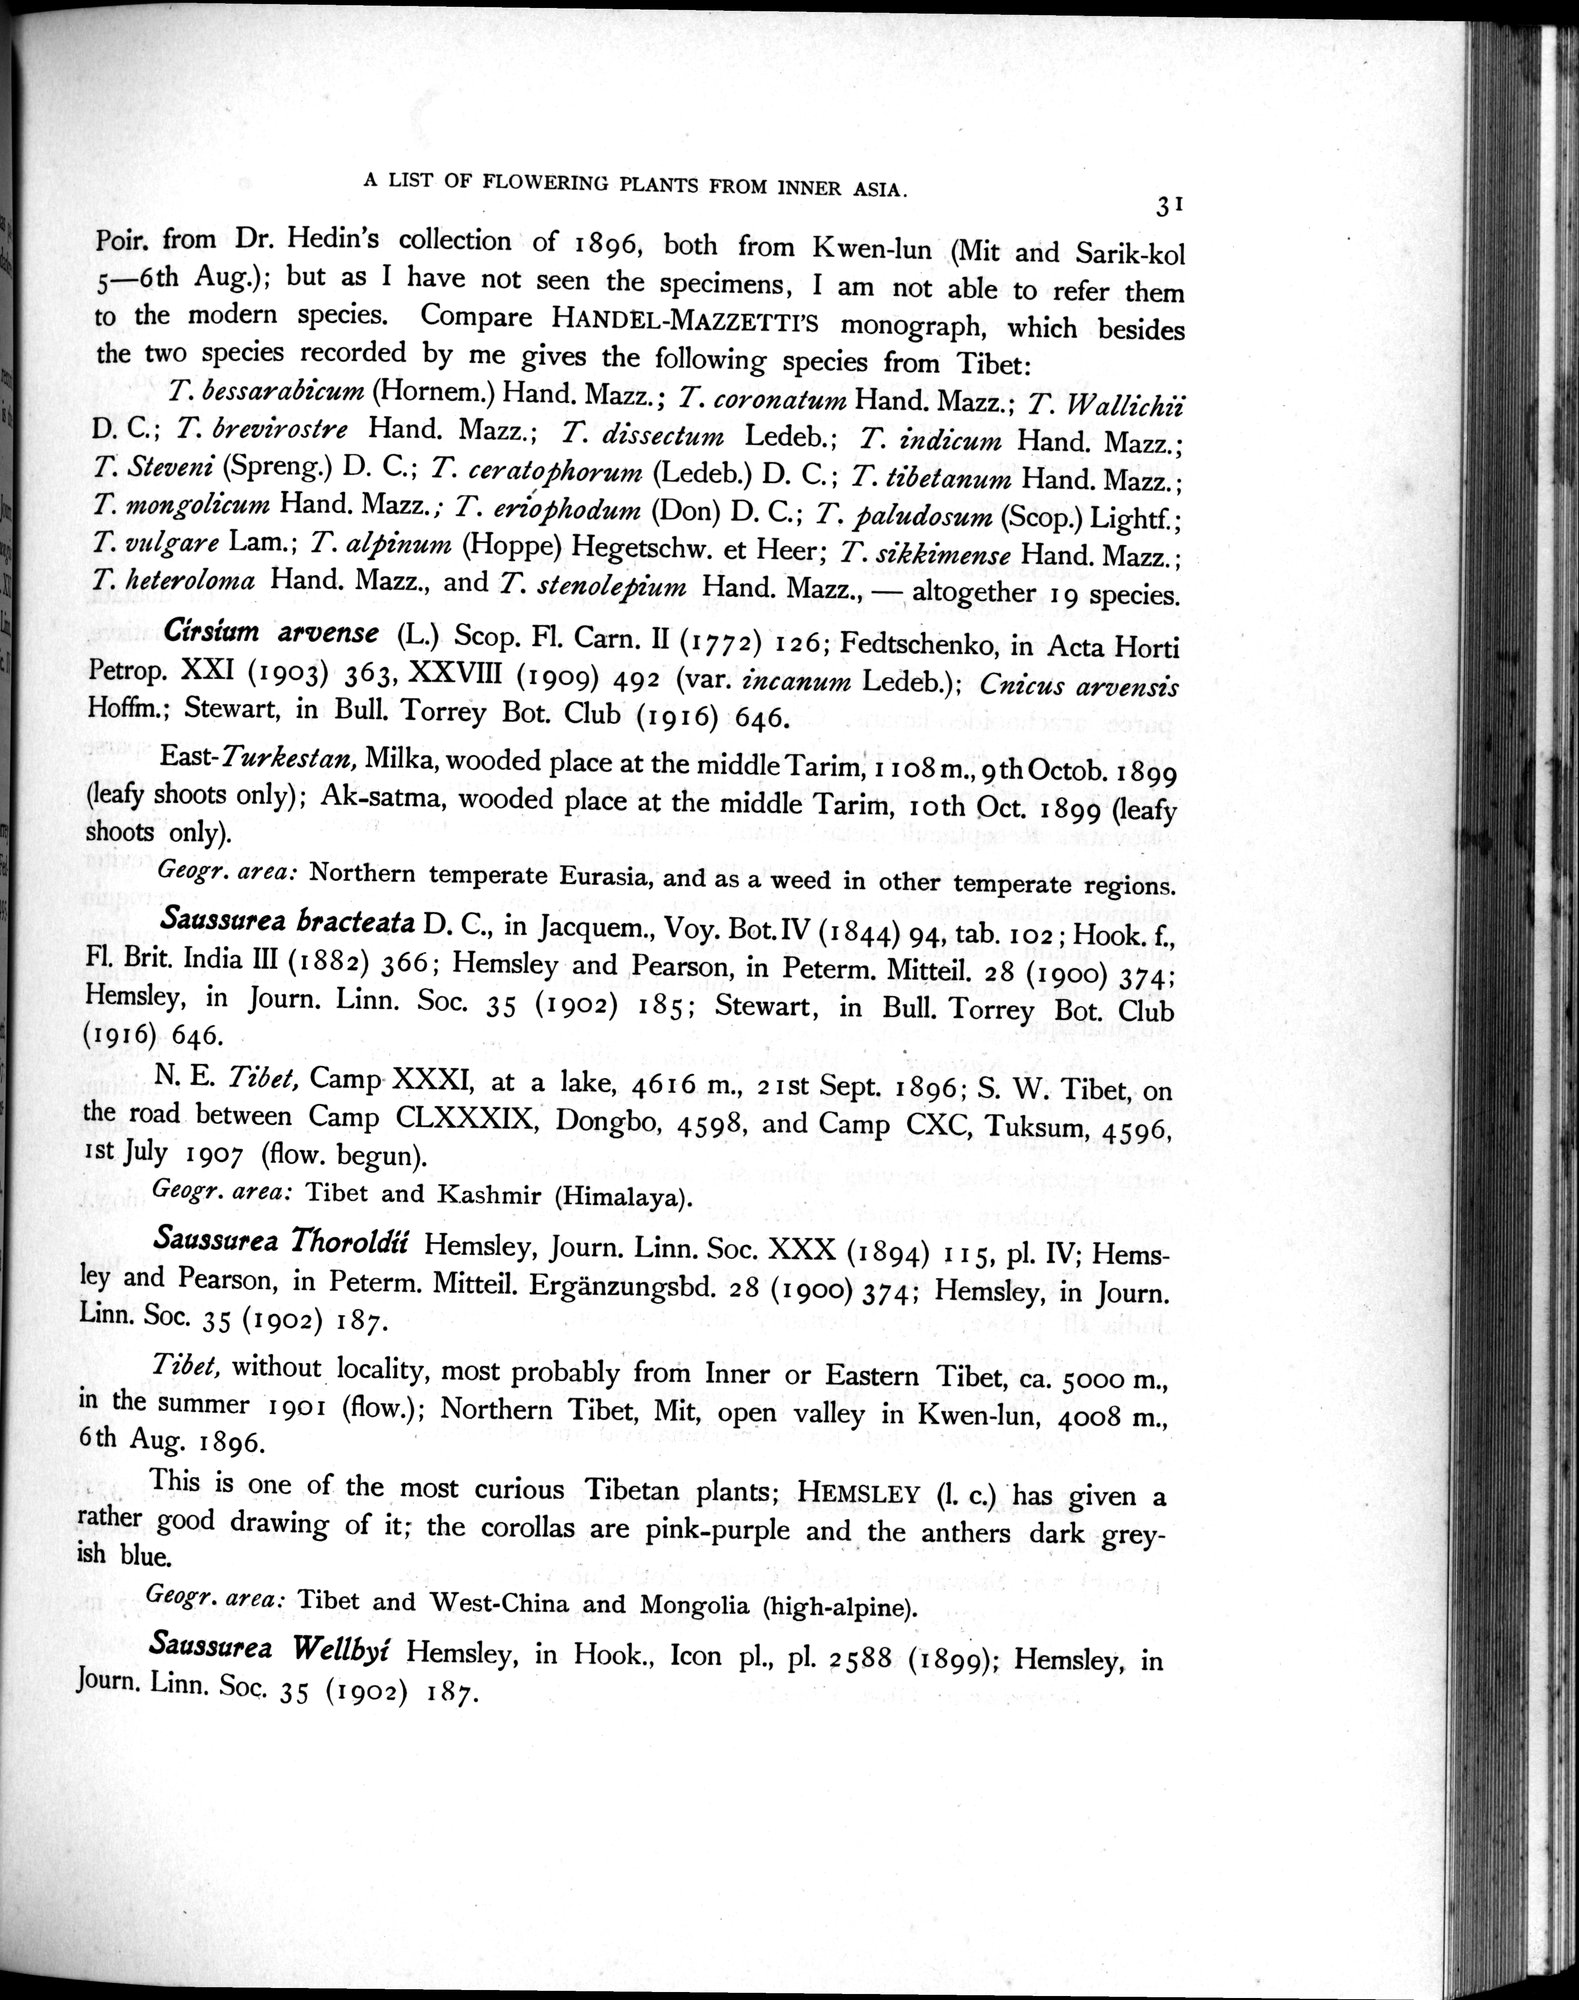 A LIST OF FLOWERING PLANTS FROM INNER ASIA.
31
Poir. from Dr. Hedin's collection of 1896, both from Kwen-lun (Mit and Sarik-kol
5—6th Aug.); but as I have not seen the specimens, I am not able to refer them
to the modern species. Compare HANDEL-MAZZETTI'S monograph, which besides
the two species recorded by me gives the following species from Tibet:
T. bessarabicum (Hornem.) Hand. Mazz.; T. coronatum Hand. Mazz.; T. Wallichii
D. C.; T. brevirostre Hand. Mazz.; T. dissectum Ledeb.; T. indicum Hand. Mazz.;
T. Steveni (Spreng.) D. C.; T. ceratophorum (Ledeb.) D. C.; T. tibetanum Hand. Mazz.;
T. mongolicum Hand. Mazz.; T. eriophodum (Don) D. C.; T. paludosum (Scop.) Lightf.;
T. vulgare Lam.; T. alpinum (Hoppe) Hegetschw. et Heer; T. sikkimense Hand. Mazz.;
T. heteroloma Hand. Mazz., and T. stenolepium Hand. Mazz., — altogether 19 species.
Cirsium arvense (L.) Scop. Fl. Carn. II (1772) 126; Fedtschenko, in Acta Horti
Petrop. XXI (1903) 363, XXVIII (1909) 492 (var. incanum Ledeb.); Cnicus arvensis
Hoffm.; Stewart, in Bull. Torrey Bot. Club (1916) 646.
East-Turkestan, Milka, wooded place at the middle Tarim, 1108 m., 9th Octob. 1899
(leafy shoots only); Ak-satma, wooded place at the middle Tarim, 10th Oct. 1899 (leafy
shoots only).
Geogr. area: Northern temperate Eurasia, and as a weed in other temperate regions.
Saussurea bracteata D. C., in Jacquem., Voy. Bot. IV (1844) 94, tab. 102; Hook. f.,
Fl. Brit. India III (1882) 366; Hemsley and Pearson, in Peterm. Mitteil. 28 (1900) 374;
Hemsley, in Journ. Linn. Soc. 35 (1902) 185; Stewart, in Bull. Torrey Bot. Club
(1916) 646.
N. E. Tibet, Camp XXXI, at a lake, 4616 m., 21st Sept. 1896; S. W. Tibet, on
the road between Camp CLXXXIX, Dongbo, 4598, and Camp CXC, Tuksum, 4596,
1st July 1907 (flow. begun).
Geogr. area: Tibet and Kashmir (Himalaya).
Saussurea Thoroldii Hemsley, Journ. Linn. Soc. XXX (1894) 115, pl. IV; Hems-
ley and Pearson, in Peterm. Mitteil. Ergänzungsbd. 28 (1900) 374; Hemsley, in Journ.
Linn. Soc. 35 (1902) 187.
Tibet, without locality, most probably from Inner or Eastern Tibet, ca. 5000 m.,
in the summer 1901 (flow.); Northern Tibet, Mit, open valley in Kwen-lun, 4008 m.,
6th Aug. 1896.
This is one of the most curious Tibetan plants; HEMSLEY (l. c.) has given a
rather good drawing of it; the corollas are pink-purple and the anthers dark grey-
ish blue.
Geogr. area: Tibet and West-China and Mongolia (high-alpine).
Saussurea Wellbyi Hemsley, in Hook., Icon pl., pl. 2588 (1899); Hemsley, in
Journ. Linn. Soc. 35 (1902) 187.